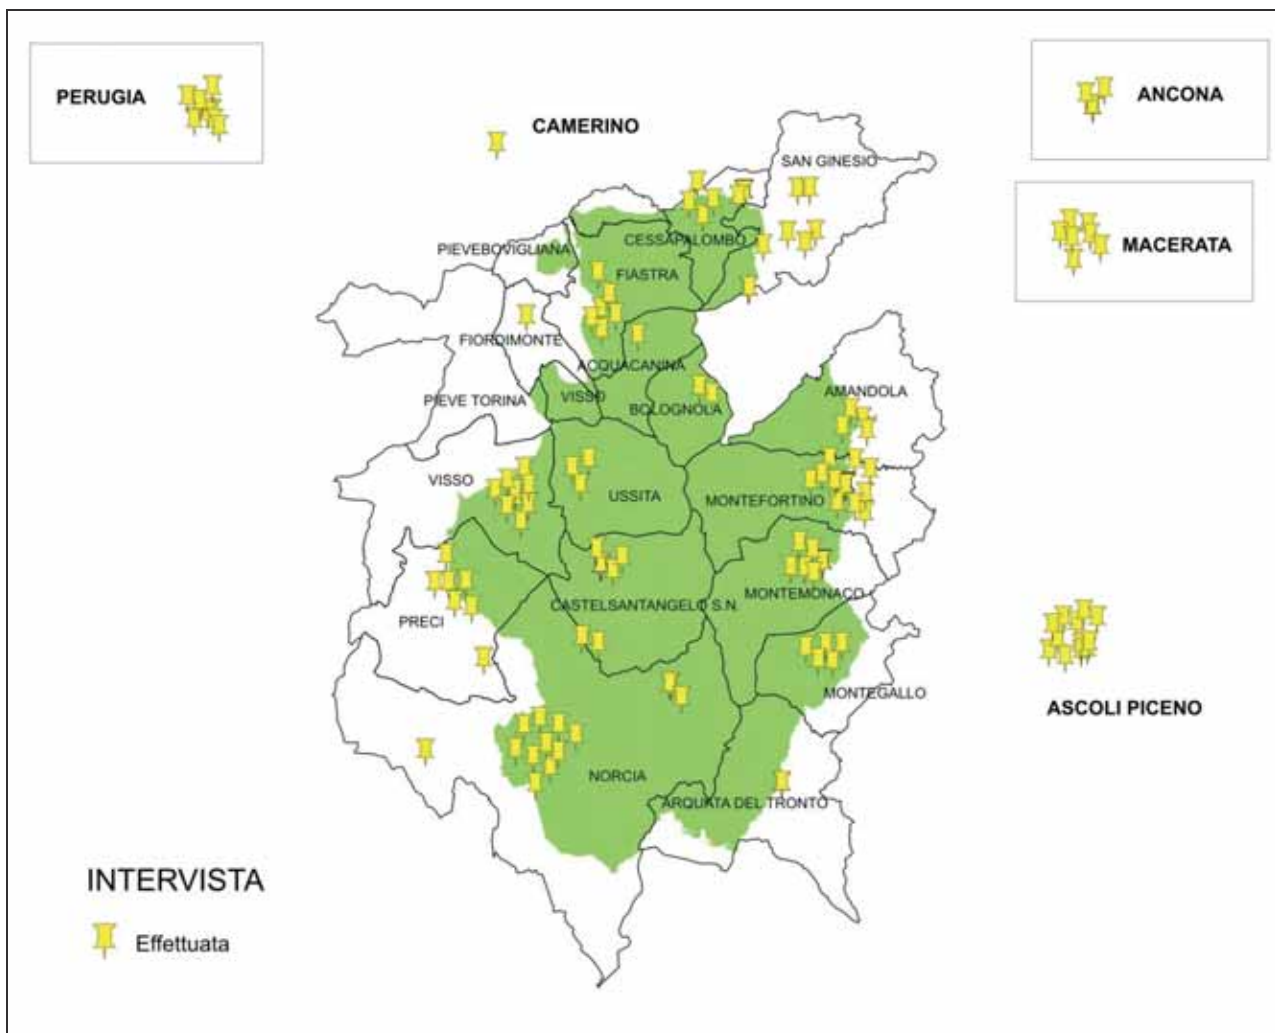 PERUGIA
ANCONA
CAMERINO
SAN GINESIO
MACERATA
CESSAPALOMBO
PIEVEBOVIGLIANA
FIASTRA
FIORDIMONTE
ACQUACANINA
AMANDOLA
VISSO
PIEVE TORINA
BOLOGNOLA
VISSO
USSITA
MONTEFORTINO
MONTEMONACO
CASTELSANTANGELO S.N.
PRECI
MONTEGALLO
ASCOLI PICENO
NORCIA
ARQUATA DEL TRONTO
INTERVISTA
Effettuata